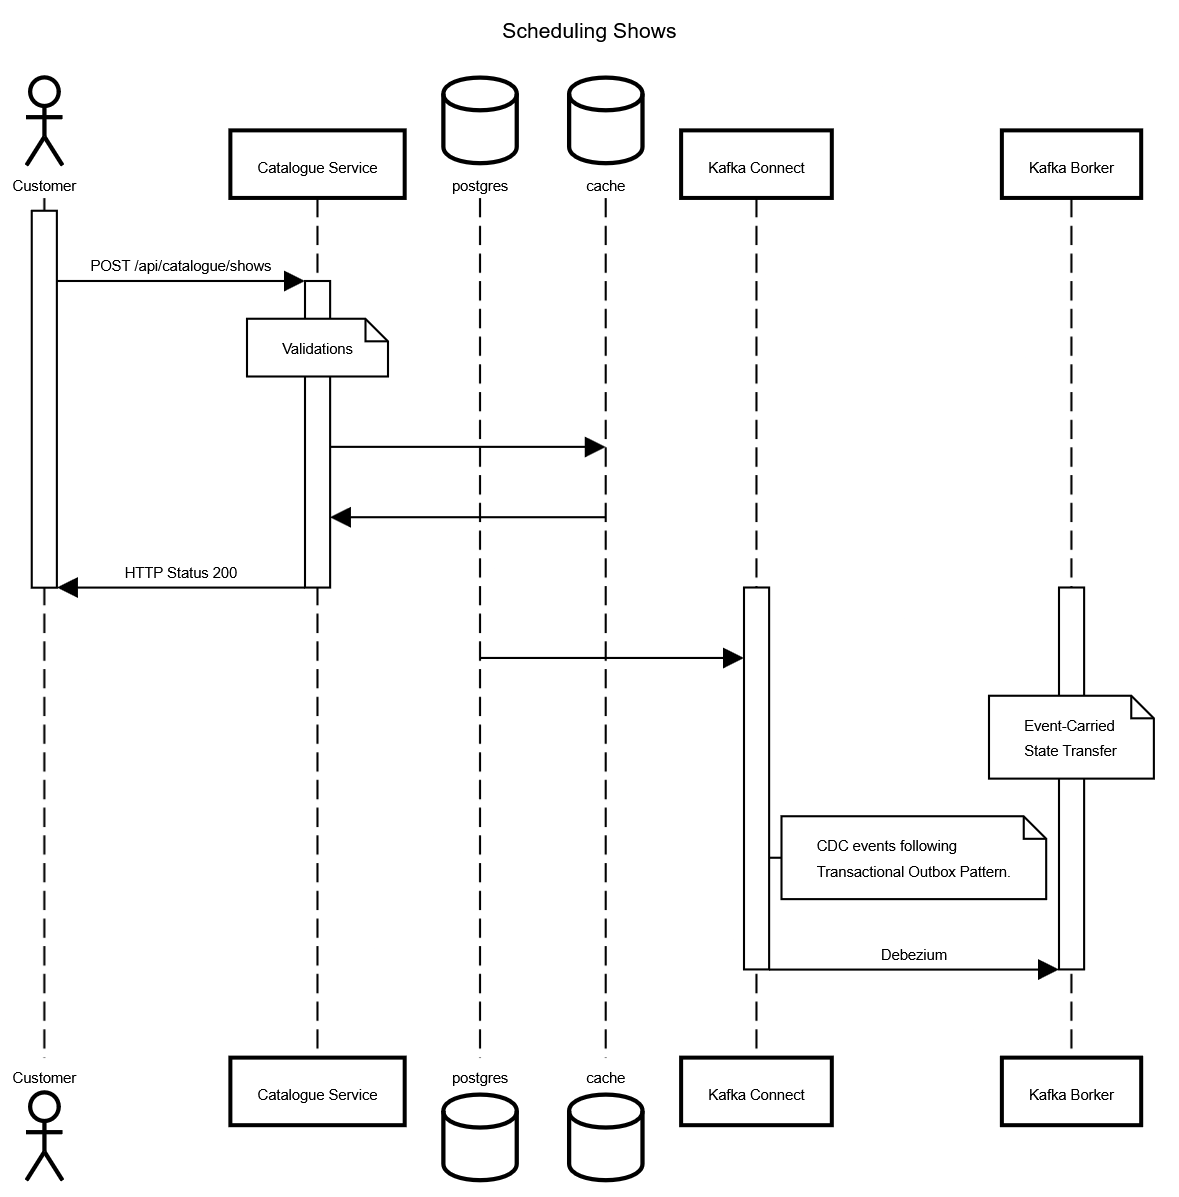 Scheduling Shows
Customer
Catalogue Service
postgres
cache
Kafka Connect
Kafka Borker
POST /api/catalogue/shows
Validations
HTTP Status 200
Event-Carried
State Transfer
CDC events following
Transactional Outbox Pattern.
Debezium
Customer
Catalogue Service
postgres
cache
Kafka Connect
Kafka Borker